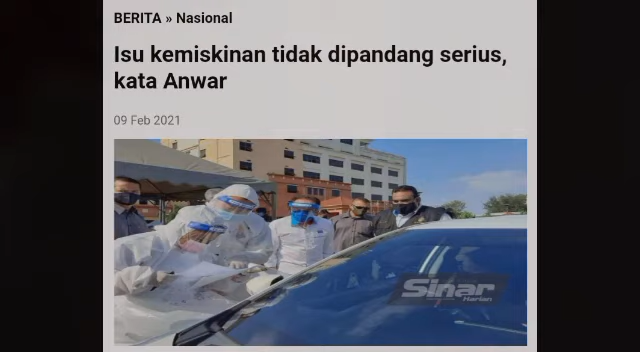 BERITA » Nasional
Isu kemiskinan tidak dipandang serius,
kata Anwar
09 Feb 2021
Sinar
Harian